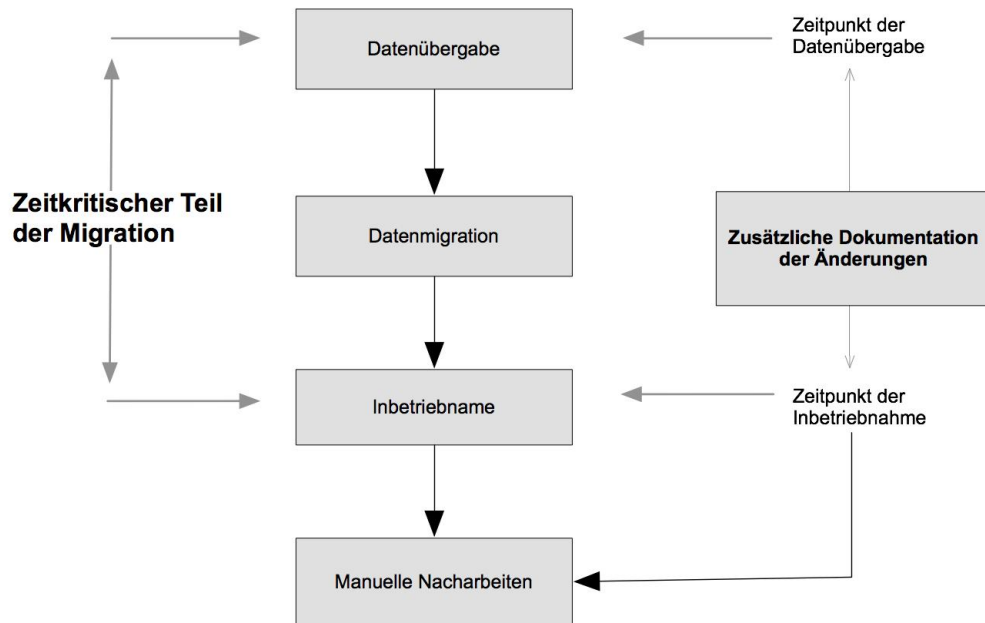 Datenübergabe
Zeitpunkt der
Datenübergabe
Zeitkritischer Teil
der Migration
Datenmigration
Zusätzliche Dokumentation
der Änderungen
Inbetriebname
Zeitpunkt der
Inbetriebnahme
Manuelle Nacharbeiten